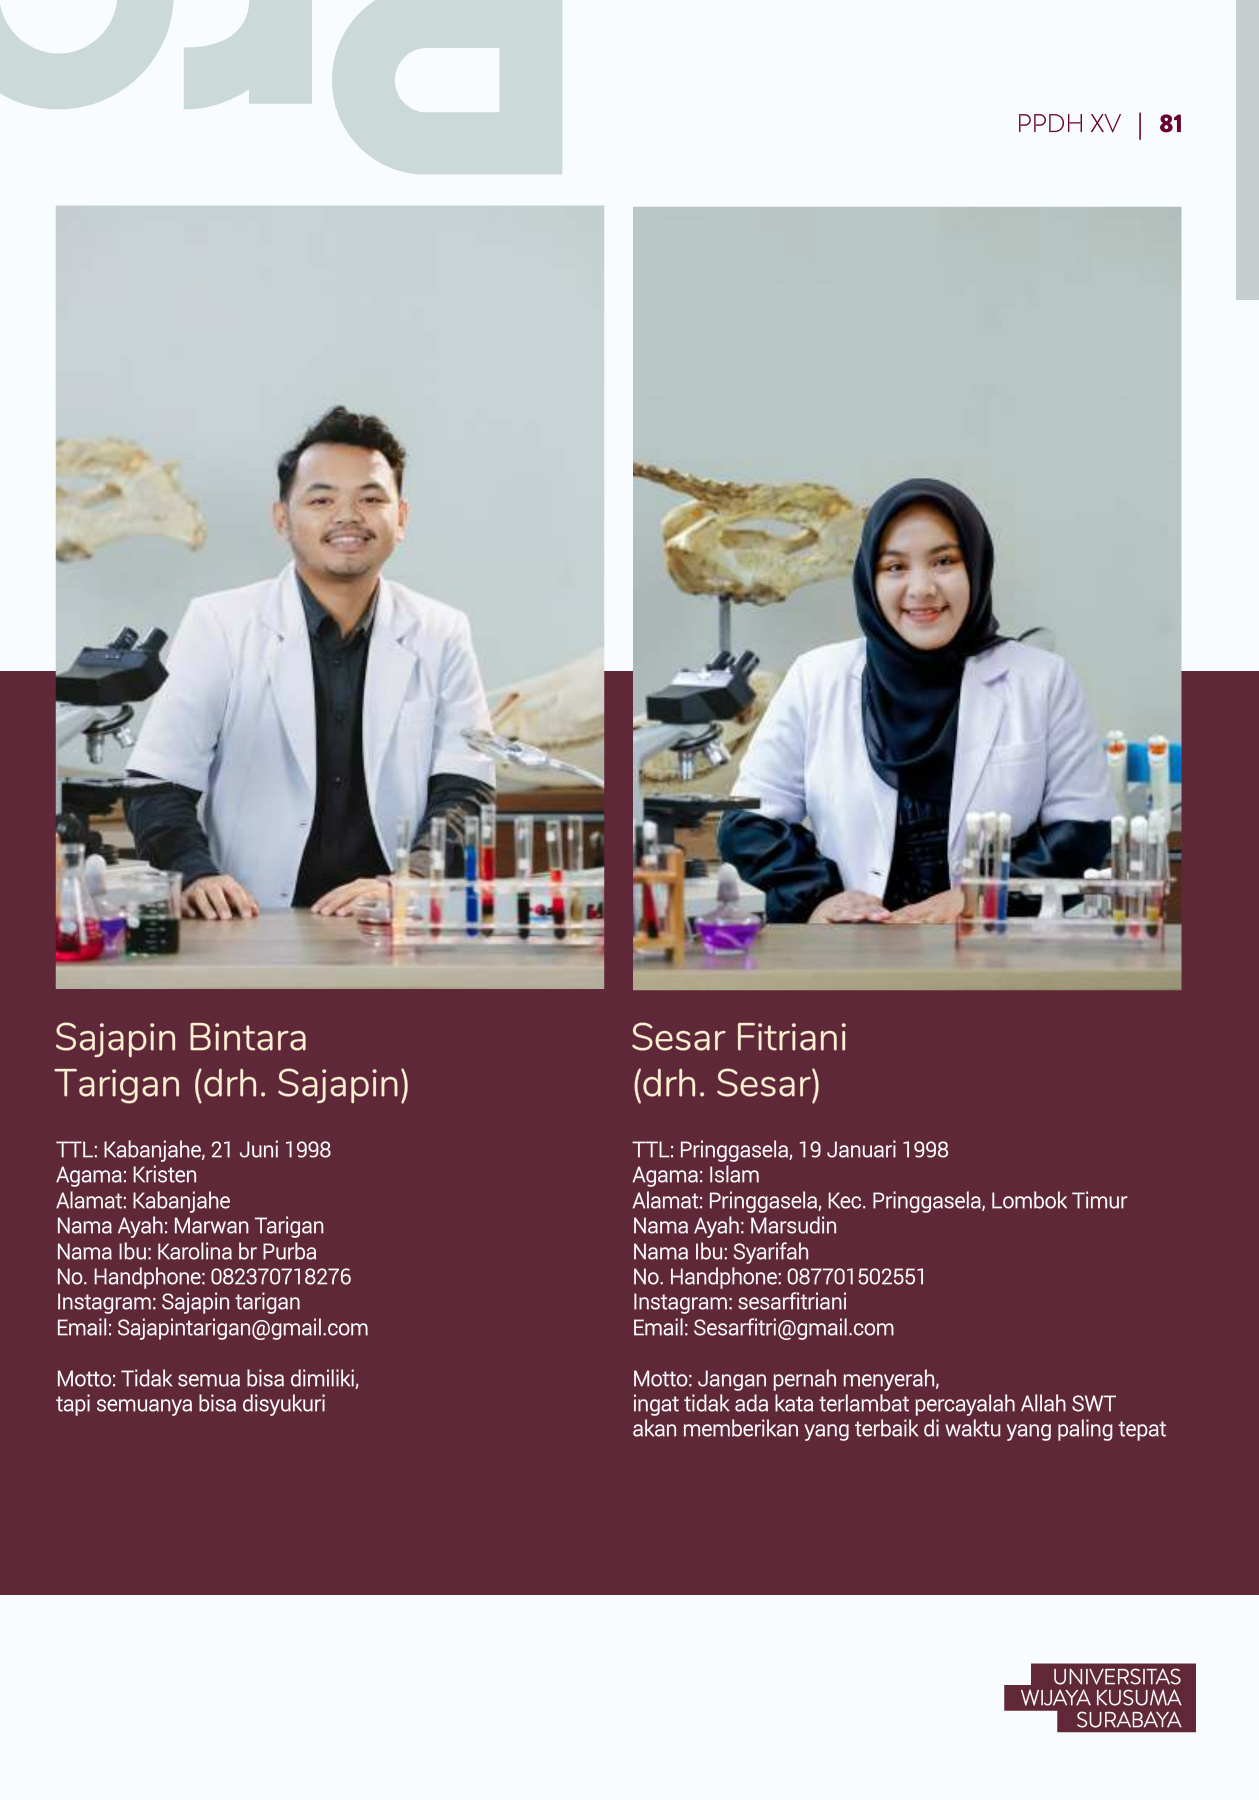 PPDH XV | 81
Sajapin Bintara
Tarigan (drh. Sajapin)
TTL: Kabanjahe, 21 Juni 1998
Agama: Kristen
Alamat: Kabanjahe
Nama Ayah: Marwan Tarigan
Nama Ibu: Karolina br Purba
No. Handphone: 082370718276
Instagram: Sajapin tarigan
Email: Sajapintarigan@gmail.com
Motto: Tidak semua bisa dimiliki,
tapi semuanya bisa disyukuri
Sesar Fitriani
(drh. Sesar)
TTL: Pringgasela, 19 Januari 1998
Agama: Islam
Alamat: Pringgasela, Kec. Pringgasela, Lombok Timur
Nama Ayah: Marsudin
Nama Ibu: Syarifah
No. Handphone: 087701502551
Instagram: sesarfitriani
Email: Sesarfitri@gmail.com
Motto: Jangan pernah menyerah,
ingat tidak ada kata terlambat percayalah Allah SWT
akan memberikan yang terbaik di waktu yang paling tepat
UNIVERSITAS
WIJAYA KUSUMA
SURABAYA